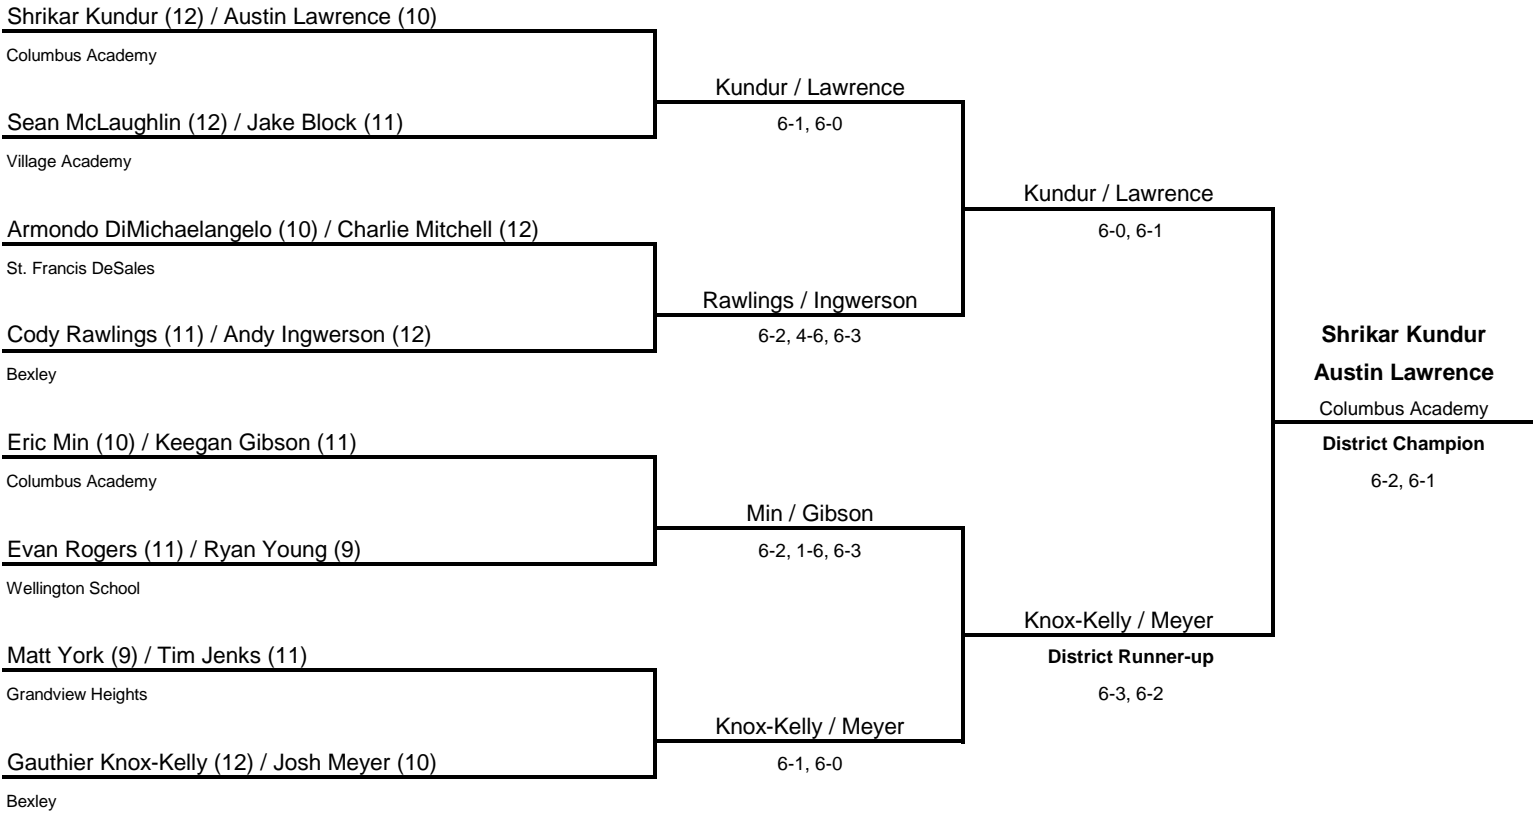 Shrikar Kundur (12) / Austin Lawrence (10)
Columbus Academy
Kundur / Lawrence
6-1, 6-0
Sean McLaughlin (12) / Jake Block (11)
Village Academy
Kundur / Lawrence
6-0, 6-1
Armondo DiMichaelangelo (10) / Charlie Mitchell (12)
St. Francis DeSales
Rawlings / Ingwerson
6-2, 4-6, 6-3
Cody Rawlings (11) / Andy Ingwerson (12)
Bexley
Shrikar Kundur
Austin Lawrence
Columbus Academy
District Champion
6-2, 6-1
Eric Min (10) / Keegan Gibson (11)
Columbus Academy
Min / Gibson
6-2, 1-6, 6-3
Evan Rogers (11) / Ryan Young (9)
Wellington School
Knox-Kelly / Meyer
District Runner-up
6-3, 6-2
Matt York (9) / Tim Jenks (11)
Grandview Heights
Knox-Kelly / Meyer
6-1, 6-0
Gauthier Knox-Kelly (12) / Josh Meyer (10)
Bexley